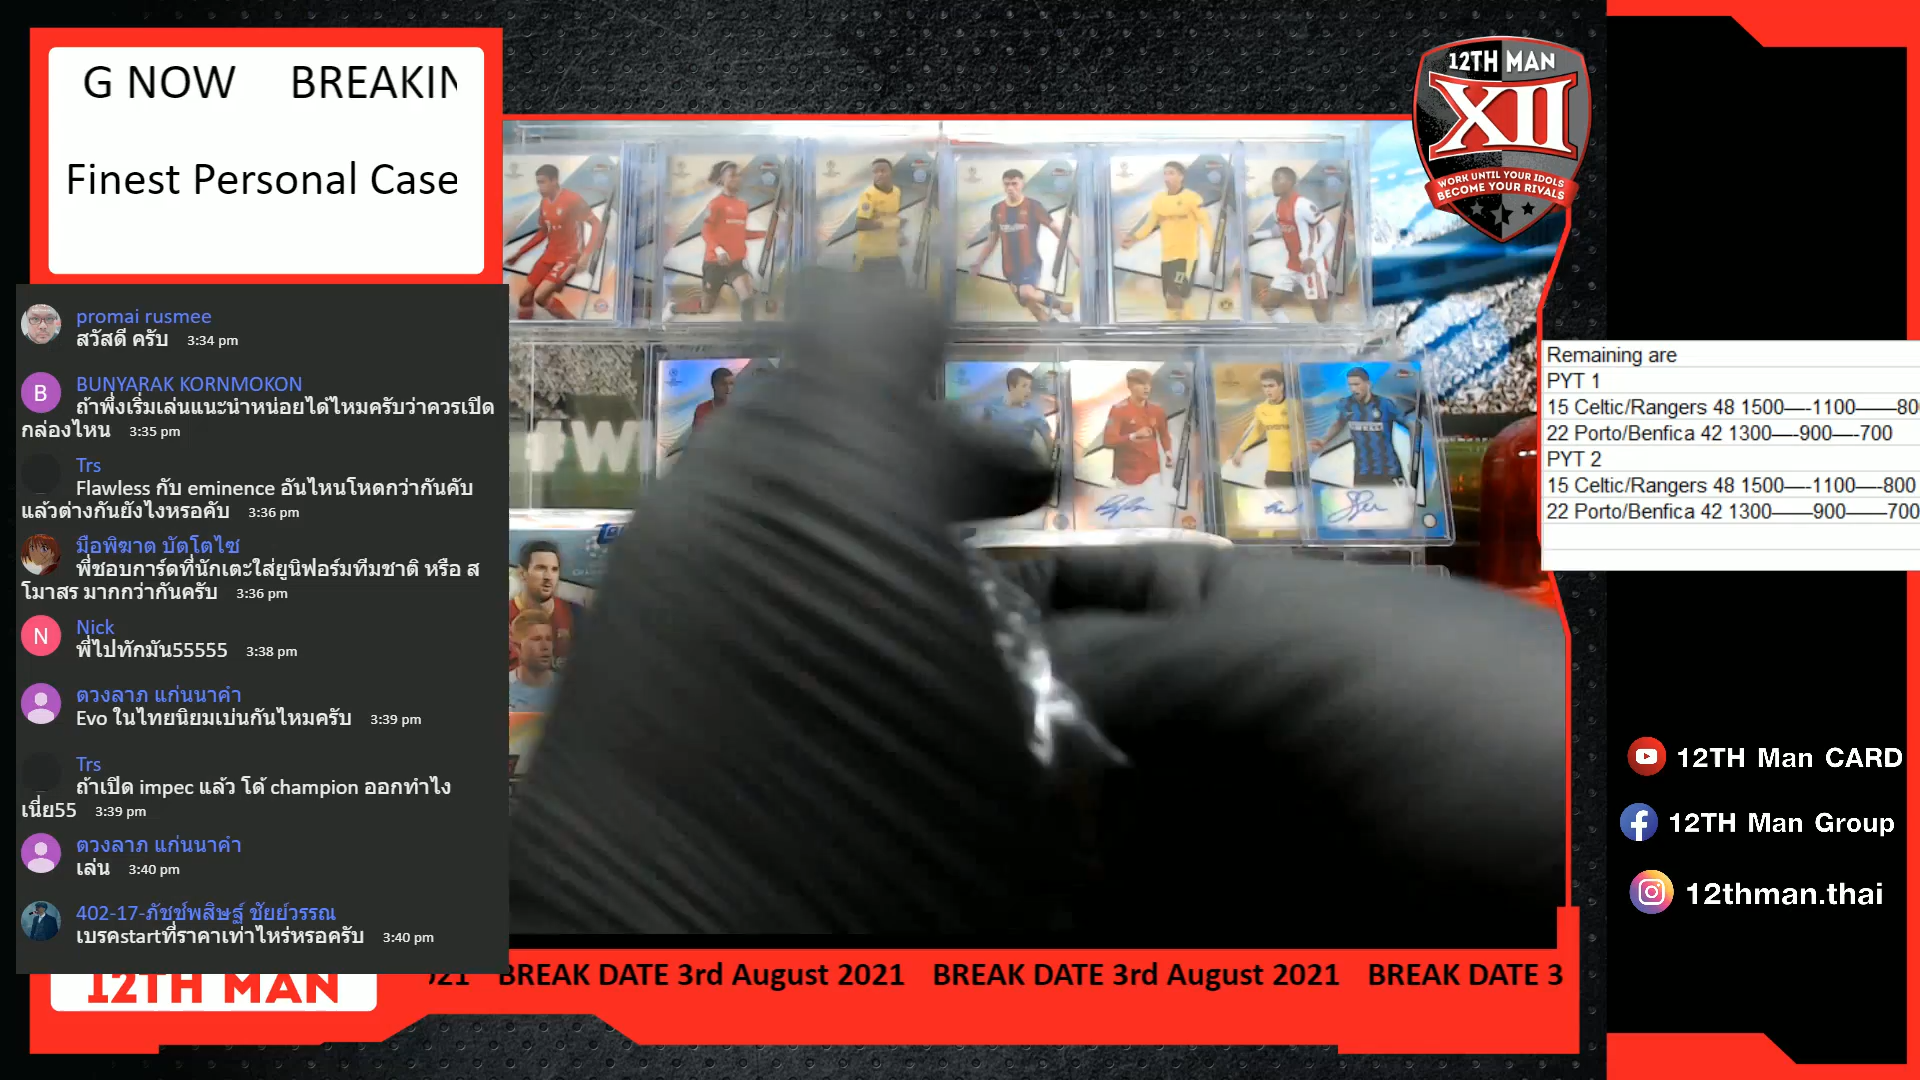 G NOW BREAKIN
Finest Personal Case
promai rusmee
สวัสดี ครับ 3:34 pm
B
BUNYARAK KORNMOKON
ถ้าพึ่งเริ่มเล่นแนะนำหน่อยได้ไหมครับว่าควรเปิด
กล่องไหน 3:35 pm
Trs
Flawless กับ eminence อันไหนโหดกว่ากันคับ
แล้วต่างกันยังไงหรอคับ 3:36 pm
มือพิฆาต บัดโตไซ่
พี่ชอบการ์ดที่นักเตะใส่ยูนิฟอร์มทีมชาติ หรือ ส
โมาสร มากกว่ากันครับ 3:36 pm
N
Nick
พี่ไปทักมัน55555 3:38 pm
ตวงลาภ แก่นนาคำ
Evo ในไทยนิยมเบ่นกันไหมครับ 3:39 pm
Trs
ถ้าเปิด impec แล้ว โด้ champion ออกทำไง
เนี่ย55 3:39 pm
ตวงลาภ แก่นนาคำ
เล่น 3:40 pm
402-17-ภัชช์พสิษฐ์ ชัยย์วรรณ
เบรคstartที่ราคาเท่าไหร่หรอครับ 3:40 pm
12TH MAN
XII
WORK UNTIL YOUR IDOLS
BECOME YOUR RIVALS
#W
Remaining are
PYT 1
15 Celtic/Rangers 48 1500—-1100——80
22 Porto/Benfica 42 1300—-900—-700
PYT 2
15 Celtic/Rangers 48 1500—-1100—-800
22 Porto/Benfica 42 1300——900——700
12TH Man CARD
12TH Man Group
12thman.thai
12TH MAN
021 BREAK DATE 3rd August 2021 BREAK DATE 3rd August 2021 BREAK DATE 3